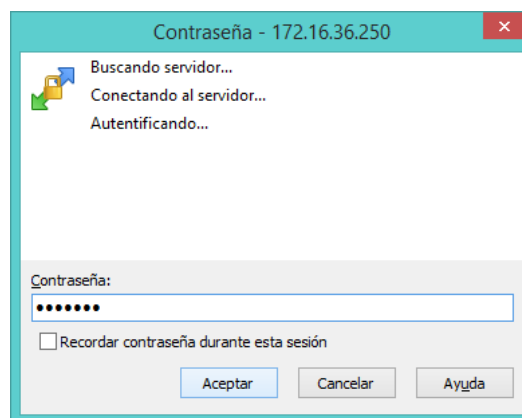 Contraseña - 172.16.36.250
Buscando servidor...
Conectando al servidor...
Autentificando...
Contraseña:
•••••••
Recordar contraseña durante esta sesión
Aceptar Cancelar Ayuda